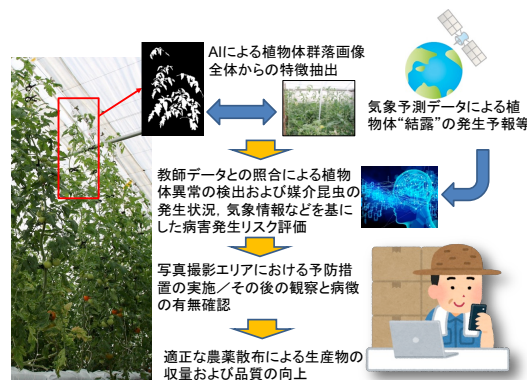 AIによる植物体群落画像
全体からの特徴抽出
気象予測データによる植
物体“結露”の発生予報等
教師データとの照合による植物
体異常の検出および媒介昆虫の
発生状況，気象情報などを基に
した病害発生リスク評価
写真撮影エリアにおける予防措
置の実施／その後の観察と病徴
の有無確認
適正な農薬散布による生産物の
収量および品質の向上